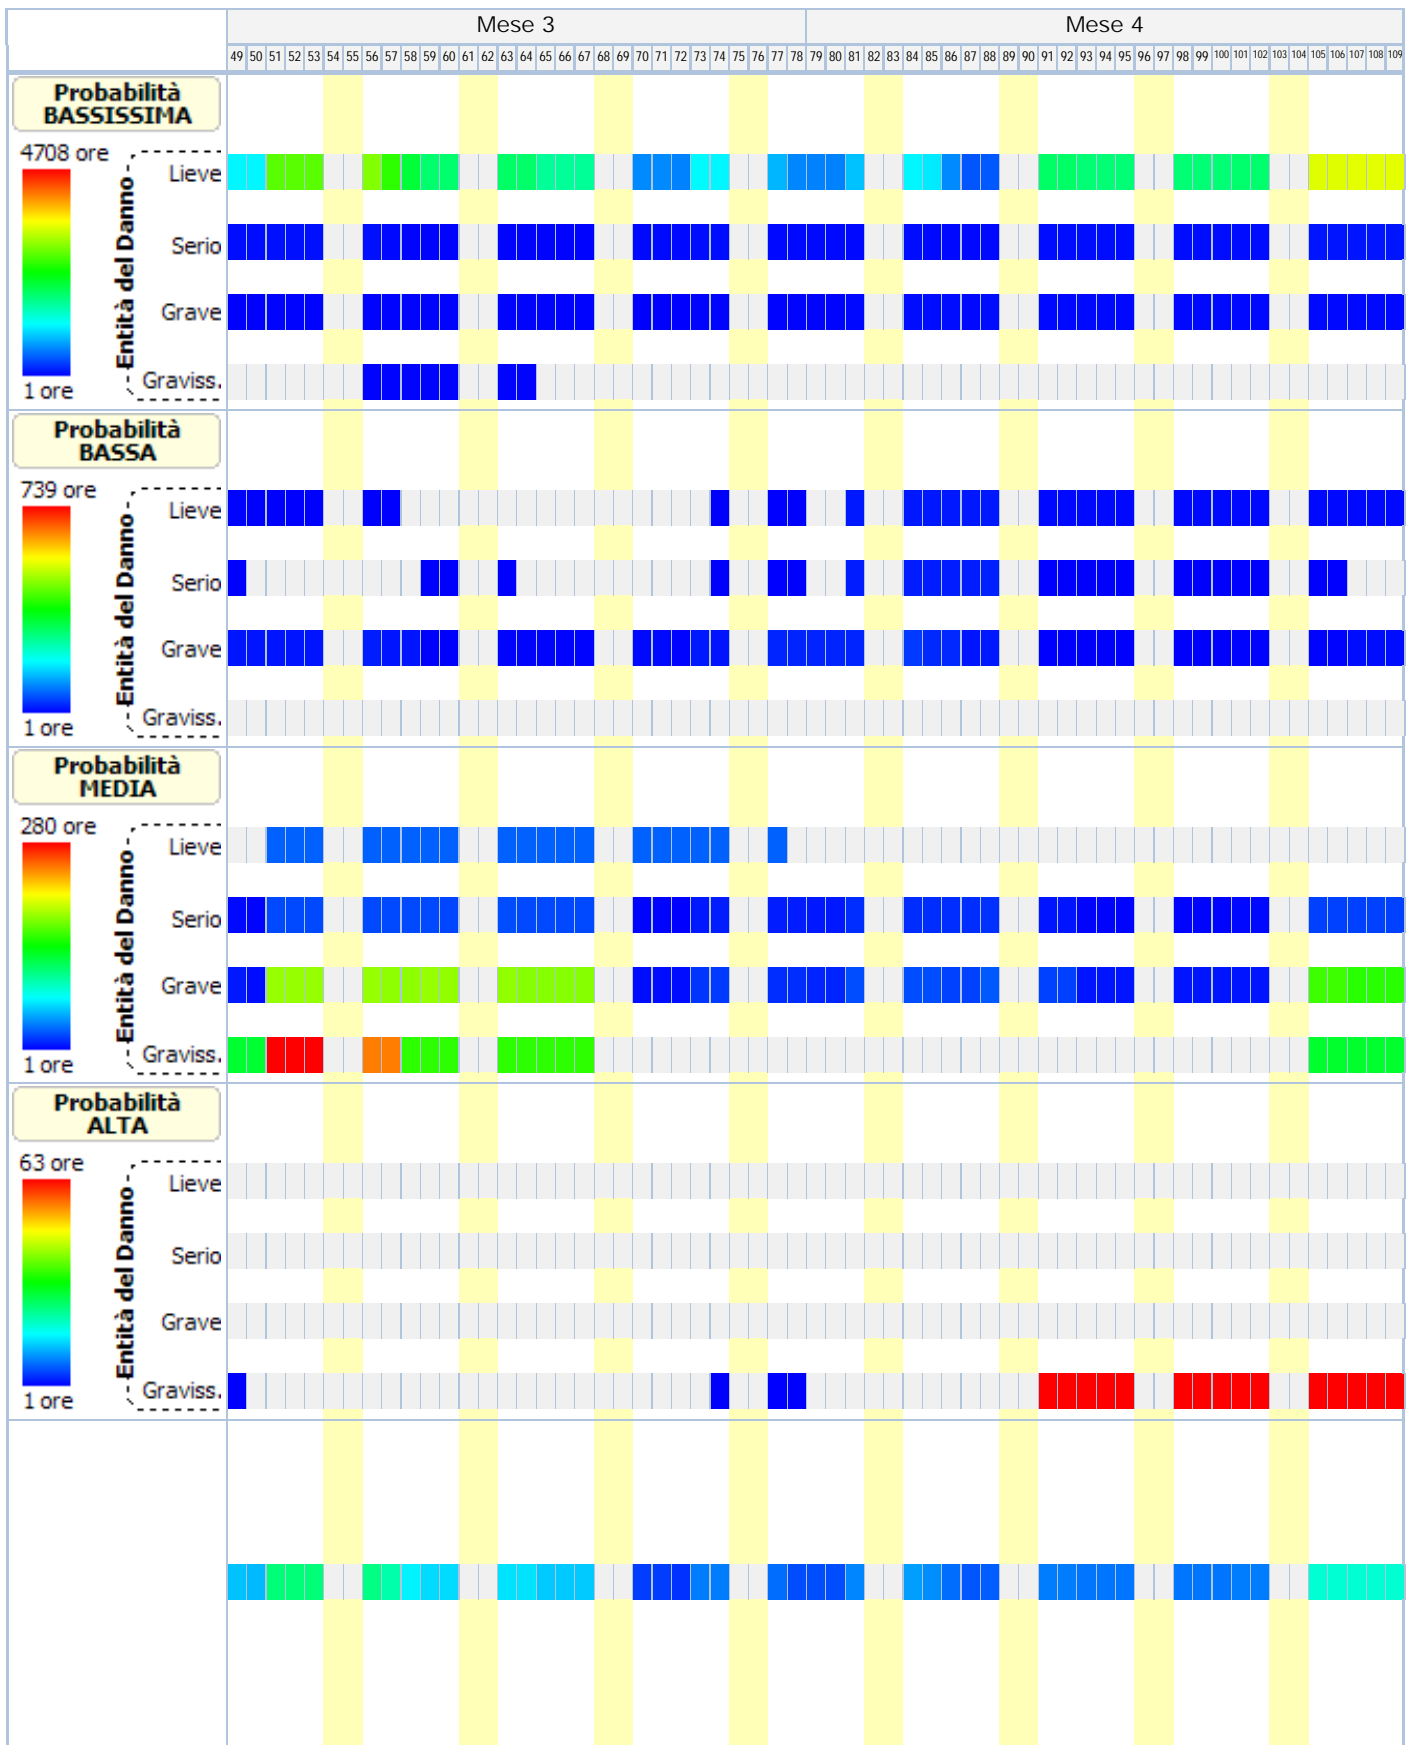 Mese 3 Mese 4
49 50 51 52 53 54 55 56 57 58 59 60 61 62 63 64 65 66 67 68 69 70 71 72 73 74 75 76 77 78 79 80 81 82 83 84 85 86 87 88 89 90 91 92 93 94 95 96 97 98 99 100 101 102 103 104 105 106 107 108 109
Probabilità
BASSISSIMA
4708 ore
Entità del Danno
Lieve
Serio
Grave
Graviss.
1 ore
Probabilità
BASSA
739 ore
Entità del Danno
Lieve
Serio
Grave
Graviss.
1 ore
Probabilità
MEDIA
280 ore
Entità del Danno
Lieve
Serio
Grave
Graviss.
1 ore
Probabilità
ALTA
63 ore
Entità del Danno
Lieve
Serio
Grave
Graviss.
1 ore